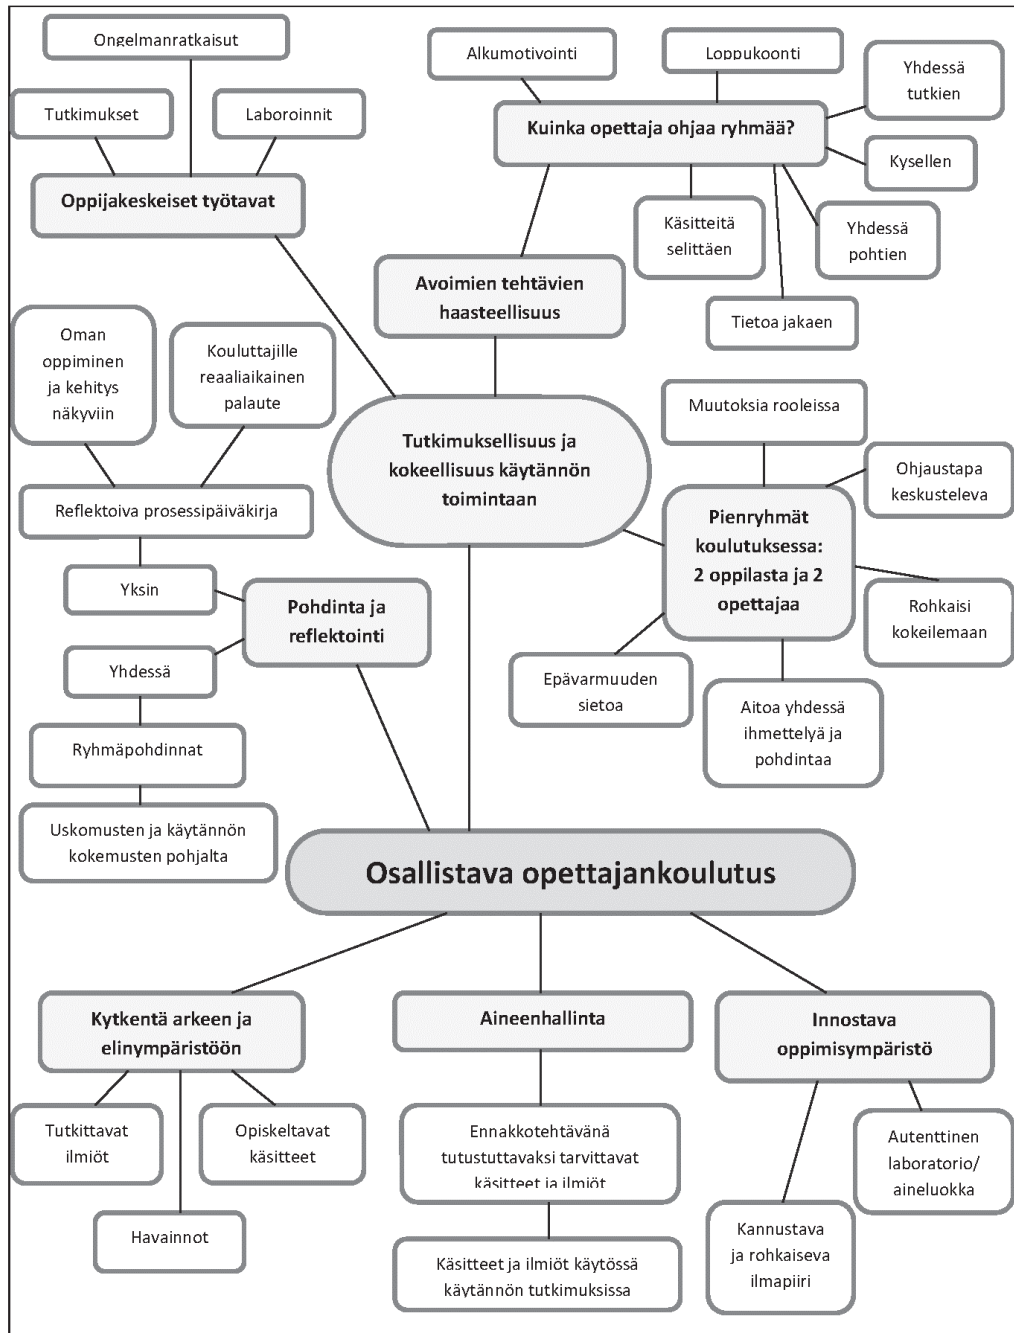 Ongelmanratkaisut
Tutkimukset
Laboroinnit
Oppijakeskeiset työtavat
Alkumotivointi
Loppukoonti
Yhdessä
tutkien
Kuinka opettaja ohjaa ryhmää?
Kysellen
Käsitteitä
selittäen
Yhdessä
pohtien
Tietoa jakaen
Avoimien tehtävien
haasteellisuus
Oman
oppiminen
ja kehitys
näkyviin
Kouluttajille
reaaliaikainen
palaute
Tutkimuksellisuus ja
kokeellisuus käytännön
toimintaan
Muutoksia rooleissa
Ohjaustapa
keskusteleva
Pienryhmät
koulutuksessa:
2 oppilasta ja 2
opettajaa
Rohkaisi
kokeilemaan
Epävarmuuden
sietoa
Aitoa yhdessä
ihmettelyä ja
pohdintaa
Reflektoiva prosessipäiväkirja
Yksin
Pohdinta ja
reflektointi
Yhdessä
Ryhmäpohdinnat
Uskomusten ja käytännön
kokemusten pohjalta
Osallistava opettajankoulutus
Kytkentä arkeen ja
elinympäristöön
Tutkittavat
ilmiöt
Opiskeltavat
käsitteet
Havainnot
Aineenhallinta
Ennakkotehtävänä
tutustuttavaksi tarvittavat
käsitteet ja ilmiöt
Käsitteet ja ilmiöt käytössä
käytännön tutkimuksissa
Innostava
oppimisympäristö
Autenttinen
laboratorio/
aineluokka
Kannustava
ja rohkaiseva
ilmapiiri